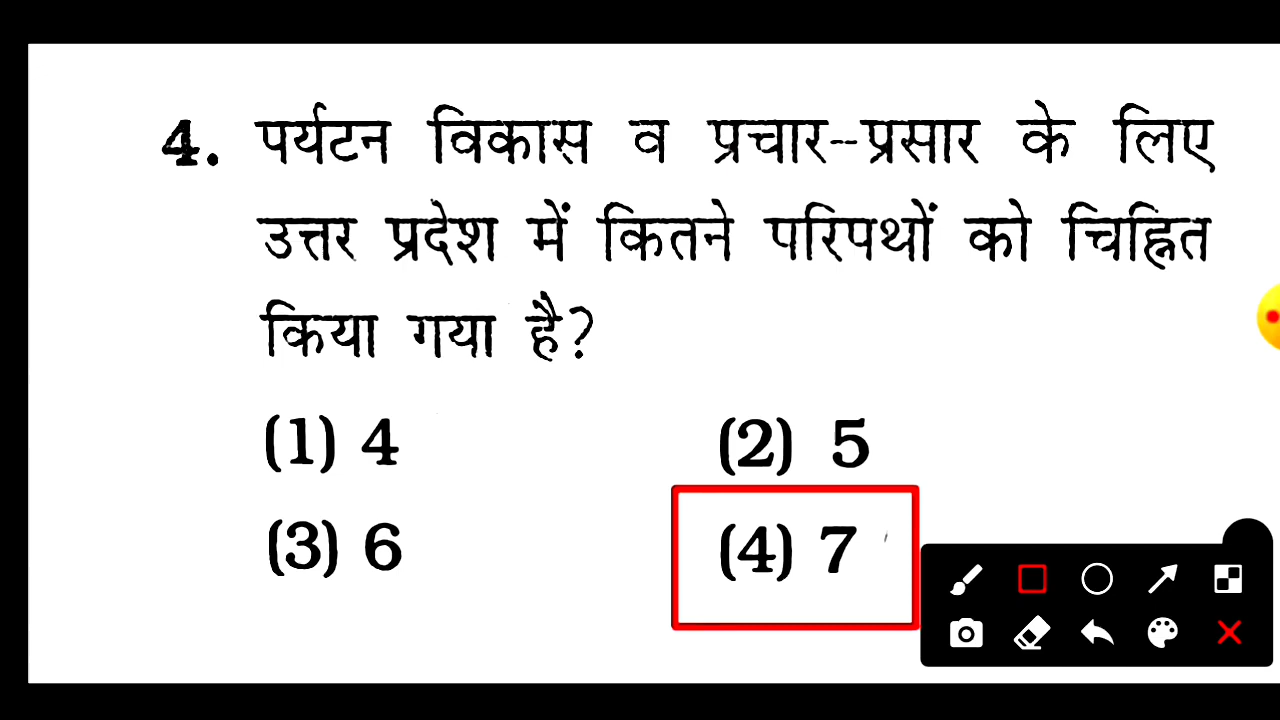 4. पर्यटन विकास व प्रचार--प्रसार के लिए
उत्तर प्रदेश में कितने परिपथों को चिह्नित
किया गया है?
(1) 4 (2) 5
(3) 6 (4) 7